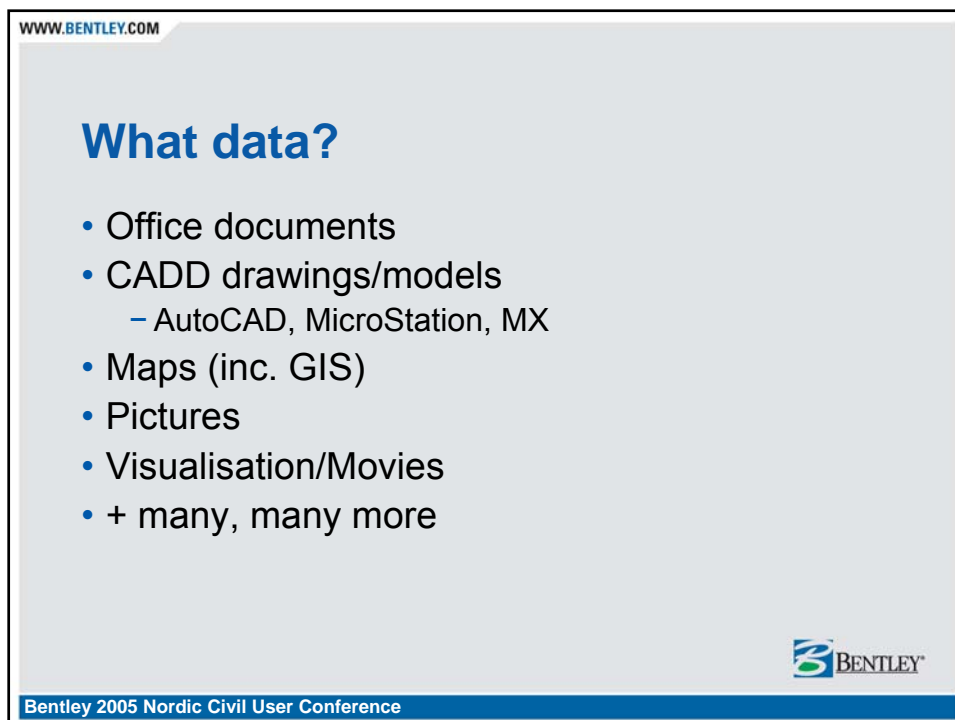 WWW.BENTLEY.COM
What data?
• Office documents
• CADD drawings/models
– AutoCAD, MicroStation, MX
• Maps (inc. GIS)
• Pictures
• Visualisation/Movies
• + many, many more
BENTLEY®
Bentley 2005 Nordic Civil User Conference